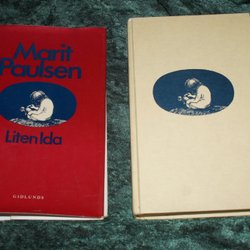 Marit
Paulsen
Liten Ida
GIDLUNDS